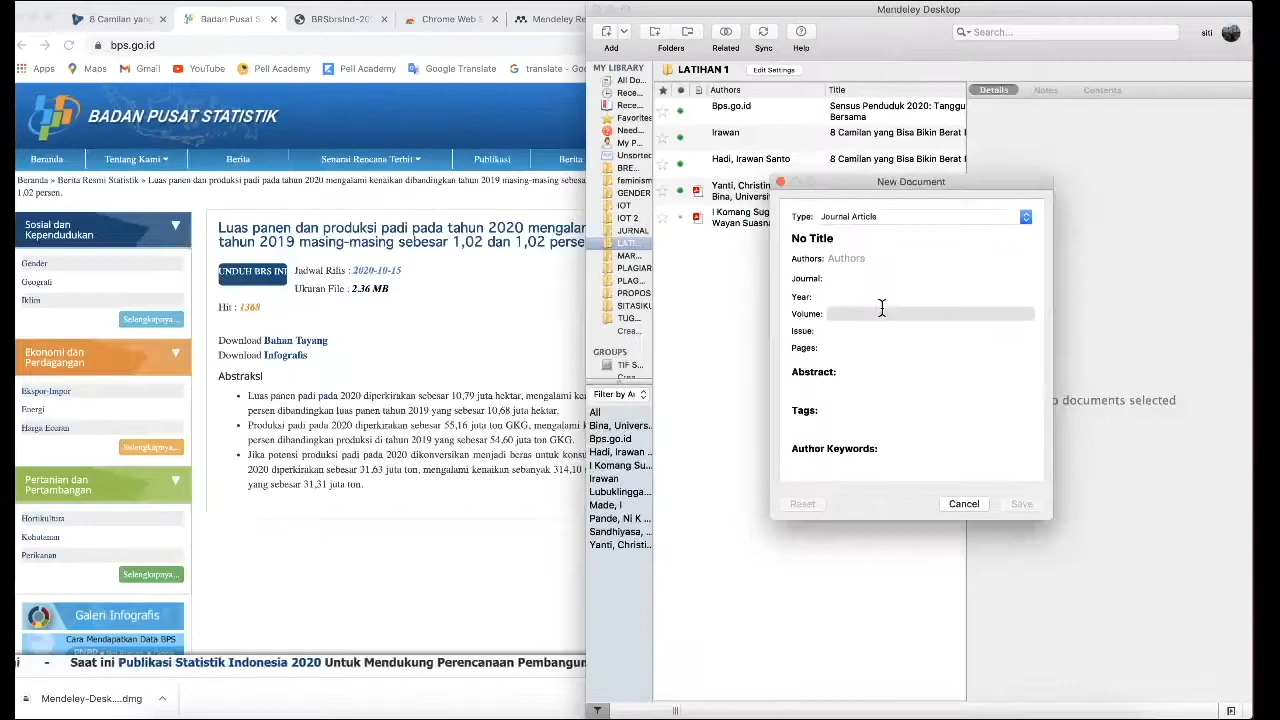 8 Camilan yang
Badan Pusat S
BRSbrsInd-20
Chrome Web S
Mendeley Re
bps.go.id
Apps
Maps
Gmail
YouTube
Pell Academy
Pell Academy
Google Translate
translate - G
BADAN PUSAT STATISTIK
Beranda
Tentang Kami
Berita
Senarai Rencana Terbit
Publikasi
Berita
Beranda » Berita Resmi Statistik » Luas panen dan produksi padi pada tahun 2020 mengalami kenaikan dibandingkan tahun 2019 masing-masing sebesa
1,02 persen.
Sosial dan
Kependudukan
Gender
Geografi
Iklim
Selengkapnya...
Ekonomi dan
Perdagangan
Ekspor-Impor
Energi
Harga Eceran
Selengkapnya...
Pertanian dan
Pertambangan
Hortikultura
Kehutanan
Perikanan
Selengkapnya...
Galeri Infografis
Cara Mendapatkan Data BPS
Luas panen dan produksi padi pada tahun 2020 mengalar
tahun 2019 masing-masing sebesar 1,02 dan 1,02 perse
UNDUH BRS INI
Jadwal Rilis : 2020-10-15
Ukuran File : 2.36 MB
Hit : 1368
Download Bahan Tayang
Download Infografis
Abstraksi
• Luas panen padi pada 2020 diperkirakan sebesar 10,79 juta hektar, mengalami ke
persen dibandingkan luas panen tahun 2019 yang sebesar 10,68 juta hektar.
• Produksi padi pada 2020 diperkirakan sebesar 55,16 juta ton GKG, mengalami k
persen dibandingkan produksi di tahun 2019 yang sebesar 54,60 juta ton GKG.
• Jika potensi produksi padi pada 2020 dikonversikan menjadi beras untuk konsu
2020 diperkirakan sebesar 31,63 juta ton, mengalami kenaikan sebanyak 314,10
yang sebesar 31,31 juta ton.
- Saat ini Publikasi Statistik Indonesia 2020 Untuk Mendukung Perencanaan Pembangun
Mendeley-Desk....dmg
Mendeley Desktop
Add
Folders
Related
Sync
Help
Search...
siti
MY LIBRARY
All Do...
Rece...
Rece...
Favorites
Need...
My P...
Unsorted
BRE...
feminism
GENDER
IOT
IOT 2
JURNAL
LATI...
MAR...
PLAGIAR
PLAG...
PROPOS
SITASIKU
TUG...
Crea...
GROUPS
TIF S...
Crea
Filter by Au
All
Bina, Univers..
Bps.go.id
Hadi, Irawan ..
I Komang Su..
Irawan
Lubuklingga..
Made, I
Pande, Ni K ..
Sandhiyasa, ..
Yanti, Christi..
LATIHAN 1
Edit Settings
Authors
Title
Bps.go.id
Sensus Penduduk 2020: Tanggu
Bersama
Irawan
8 Camilan yang Bisa Bikin Berat
Hadi, Irawan Santo
8 Camilan yang Bisa Bikin Berat
Yanti, Christin
Bina, Universi
I Komang Sug
Wayan Suasna
Details
Notes
Contents
o documents selected
New Document
Type: Journal Article
No Title
Authors: Authors
Journal:
Year:
Volume:
Issue:
Pages:
Abstract:
Tags:
Author Keywords:
Reset
Cancel
Save